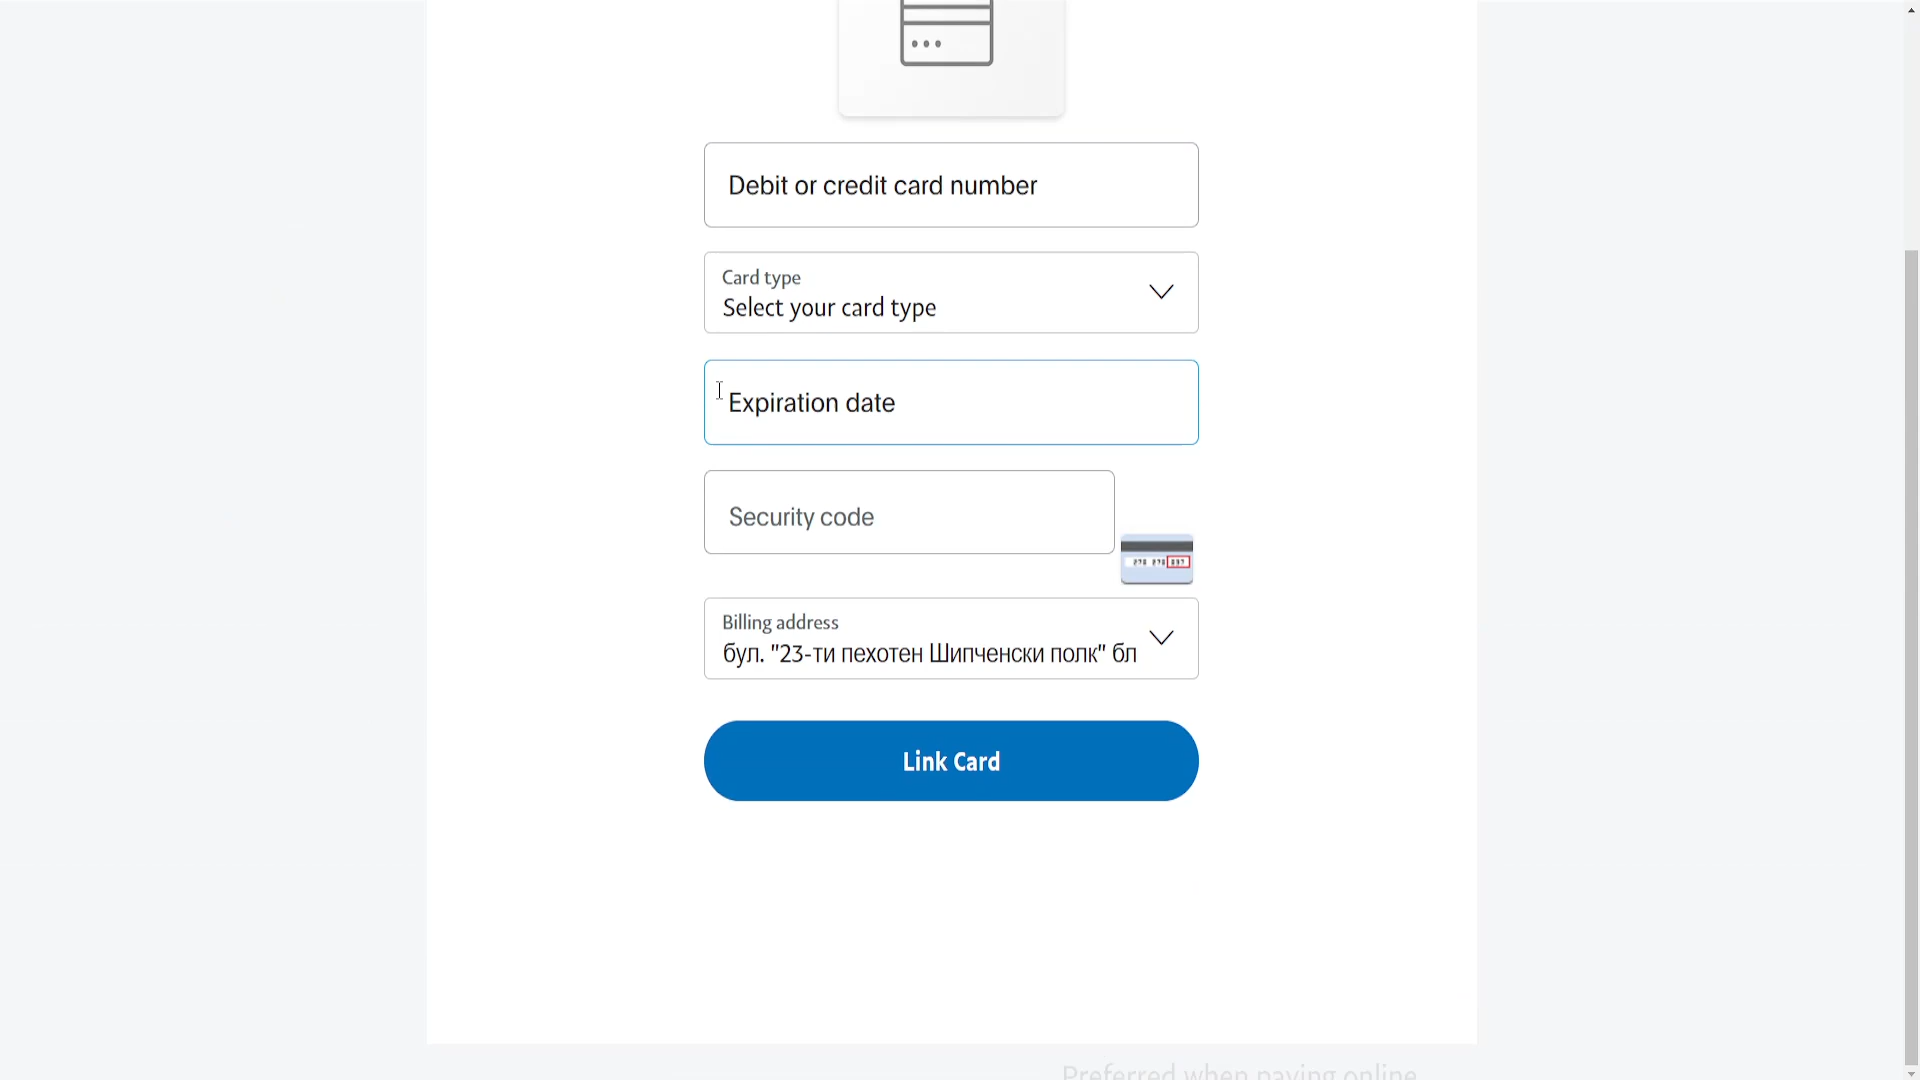 Debit or credit card number
Card type
Select your card type
Expiration date
Security code
Billing address
бул. "23-ти пехотен Шипченски полк" бл
Link Card
Preferred when paying online